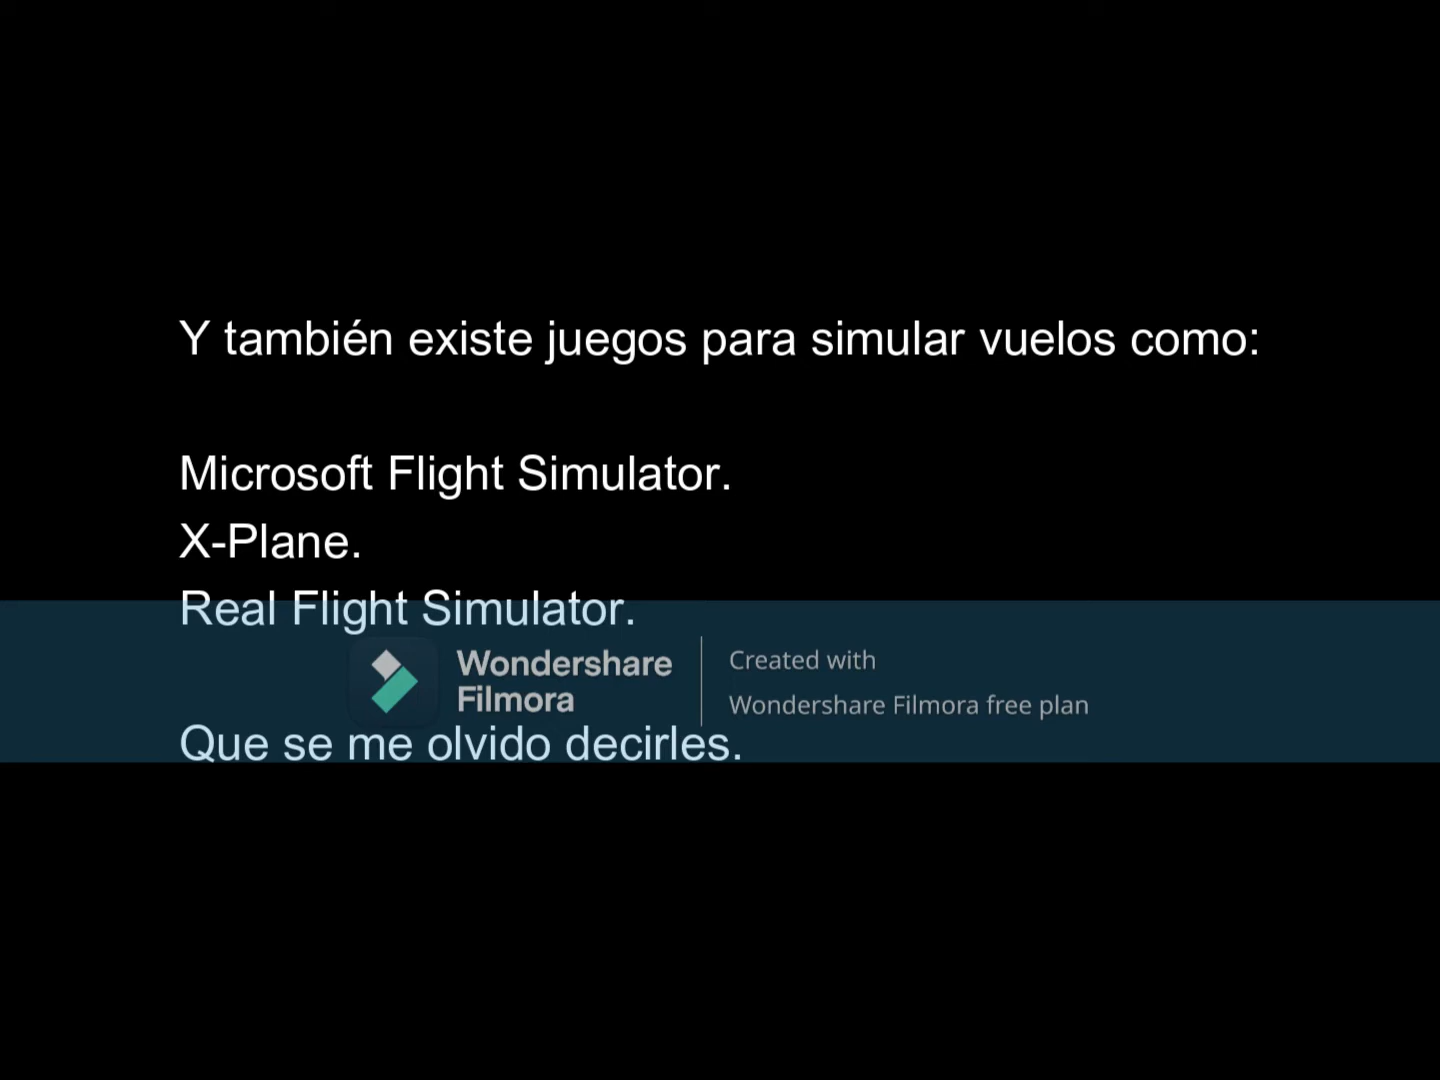 Y también existe juegos para simular vuelos como:
Microsoft Flight Simulator.
X-Plane.
Real Flight Simulator.
Wondershare
Filmora
Created with
Wondershare Filmora free plan
Que se me olvido decirles.